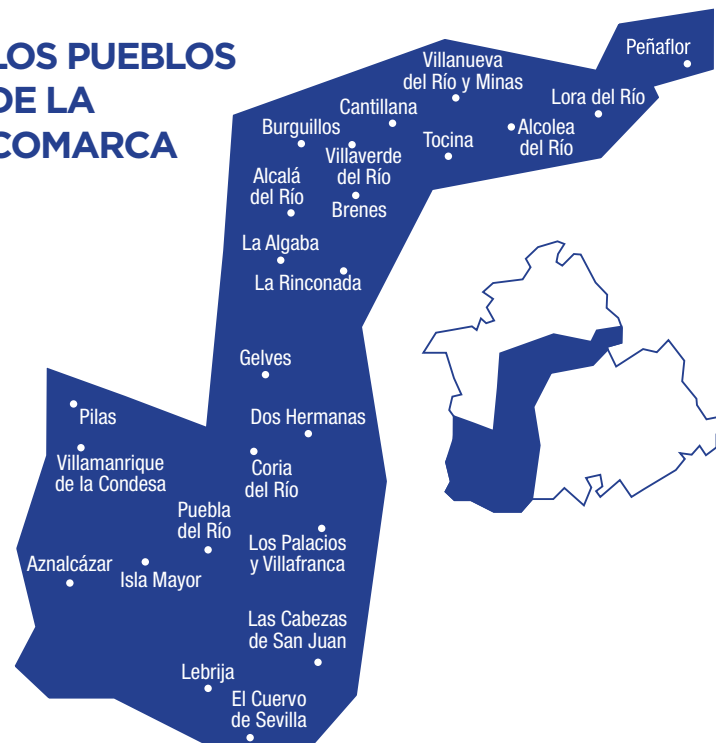 LOS PUEBLOS
DE LA
COMARCA
Peñaflor
Villanueva
del Río y Minas
Lora del Río
Cantillana
Alcolea
del Río
Burguillos
Tocina
Villaverde
del Río
Alcalá
del Río
Brenes
La Algaba
La Rinconada
Gelves
Pilas
Dos Hermanas
Villamanrique
de la Condesa
Coria
del Río
Puebla
del Río
Los Palacios
y Villafranca
Aznalcázar
Isla Mayor
Las Cabezas
de San Juan
Lebrija
El Cuervo
de Sevilla